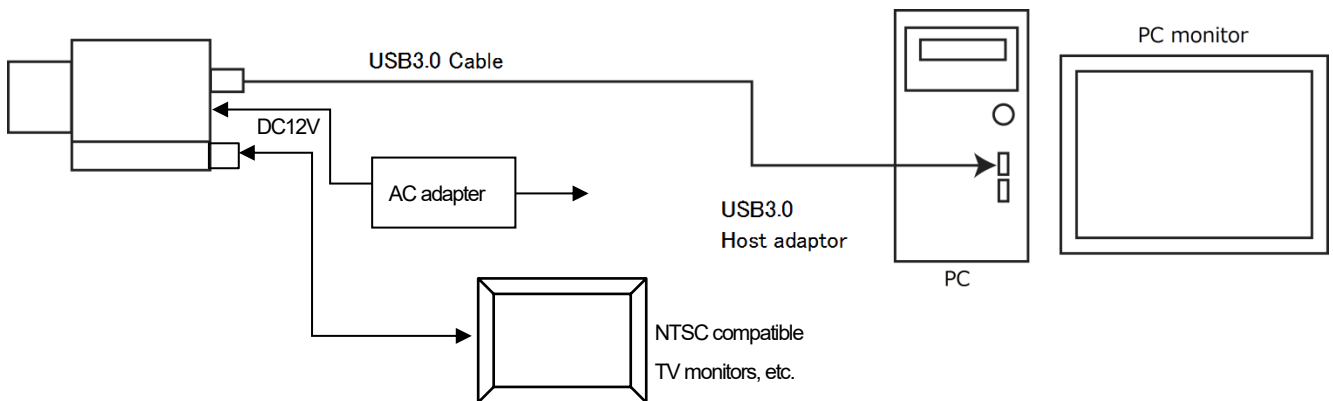 PC monitor
USB3.0 Cable
DC12V
AC adapter
USB3.0
Host adaptor
PC
NTSC compatible
TV monitors, etc.